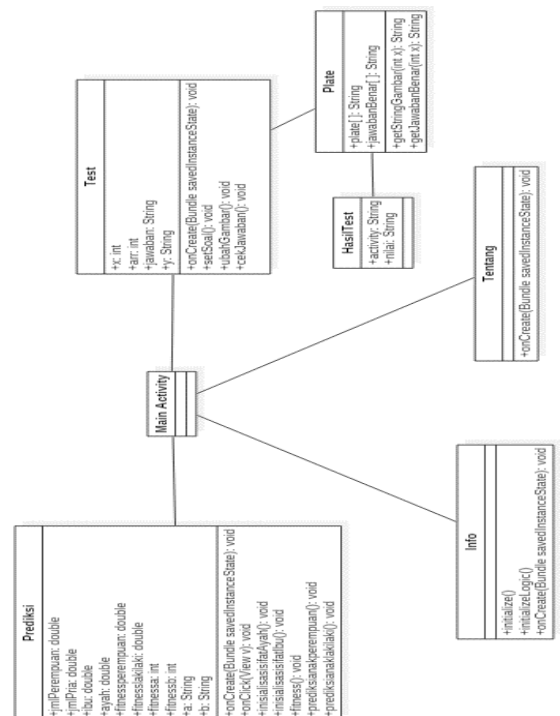 Prediksi
+jmlPerempuan: double
+jmlPria: double
+ibu: double
+ayah: double
+fitnessperempuan: double
+fitnesslakilaki: double
+fitnessa: int
+fitnessb: int
+a: String
+b: String
+onCreate(Bundle savedInstanceState): void
+onClick(View v): void
+inisialisasisifatAyah(): void
+inisialisasisifatIbu(): void
+fitness(): void
+prediksianakperempuan(): void
+prediksianaklakilaki(): void
Main Activity
Test
+x: int
+arr: int
+jawaban: String
+y: String
+onCreate(Bundle savedInstanceState): void
+setSoal(): void
+ubahGambar(): void
+cekJawaban(): void
Info
+initialize()
+initializeLogic()
+onCreate(Bundle savedInstanceState): void
Tentang
+onCreate(Bundle savedInstanceState): void
HasilTest
+activity: String
+nilai: String
Plate
+plate[ ]: String
+jawabanBenar[ ]: String
+getStringGambar(int x): String
+getJawabanBenar(int x): String